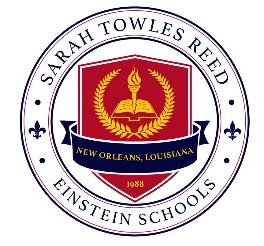 SARAH TOWLES REED
NEW ORLEANS, LOUISIANA
1988
EINSTEIN SCHOOLS